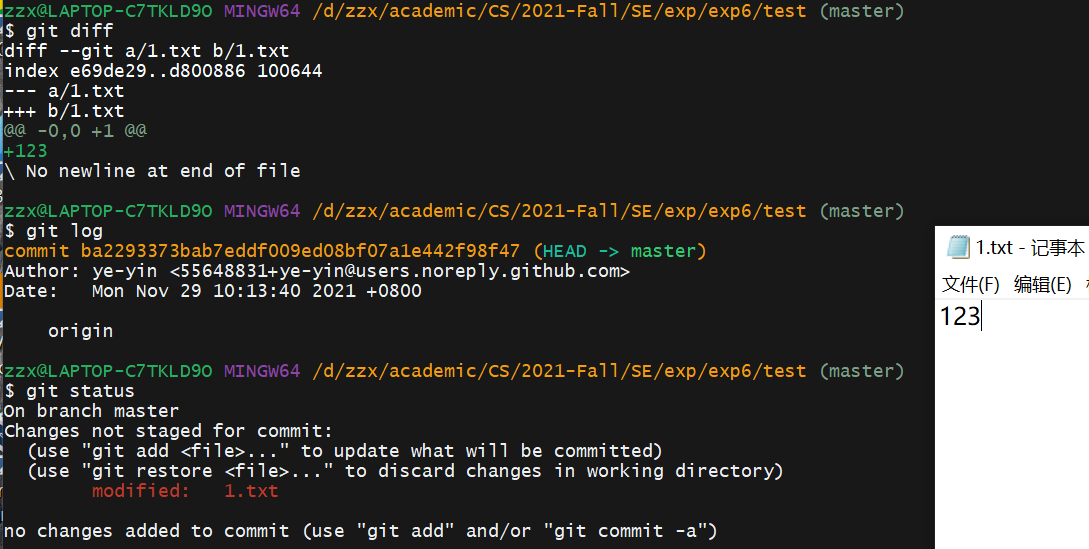 zzx@LAPTOP-C7TKLD9O MINGW64 /d/zzx/academic/CS/2021-Fall/SE/exp/exp6/test (master)
$ git diff
diff --git a/1.txt b/1.txt
index e69de29..d800886 100644
--- a/1.txt
+++ b/1.txt
@@ -0,0 +1 @@
+123
\ No newline at end of file
zzx@LAPTOP-C7TKLD9O MINGW64 /d/zzx/academic/CS/2021-Fall/SE/exp/exp6/test (master)
$ git log
commit ba2293373bab7eddf009ed08bf07a1e442f98f47 (HEAD -> master)
Author: ye-yin <55648831+ye-yin@users.noreply.github.com>
Date:   Mon Nov 29 10:13:40 2021 +0800
    origin
zzx@LAPTOP-C7TKLD9O MINGW64 /d/zzx/academic/CS/2021-Fall/SE/exp/exp6/test (master)
$ git status
On branch master
Changes not staged for commit:
  (use "git add <file>..." to update what will be committed)
  (use "git restore <file>..." to discard changes in working directory)
        modified:   1.txt
no changes added to commit (use "git add" and/or "git commit -a")
1.txt - 记事本
文件(F) 编辑(E)
123